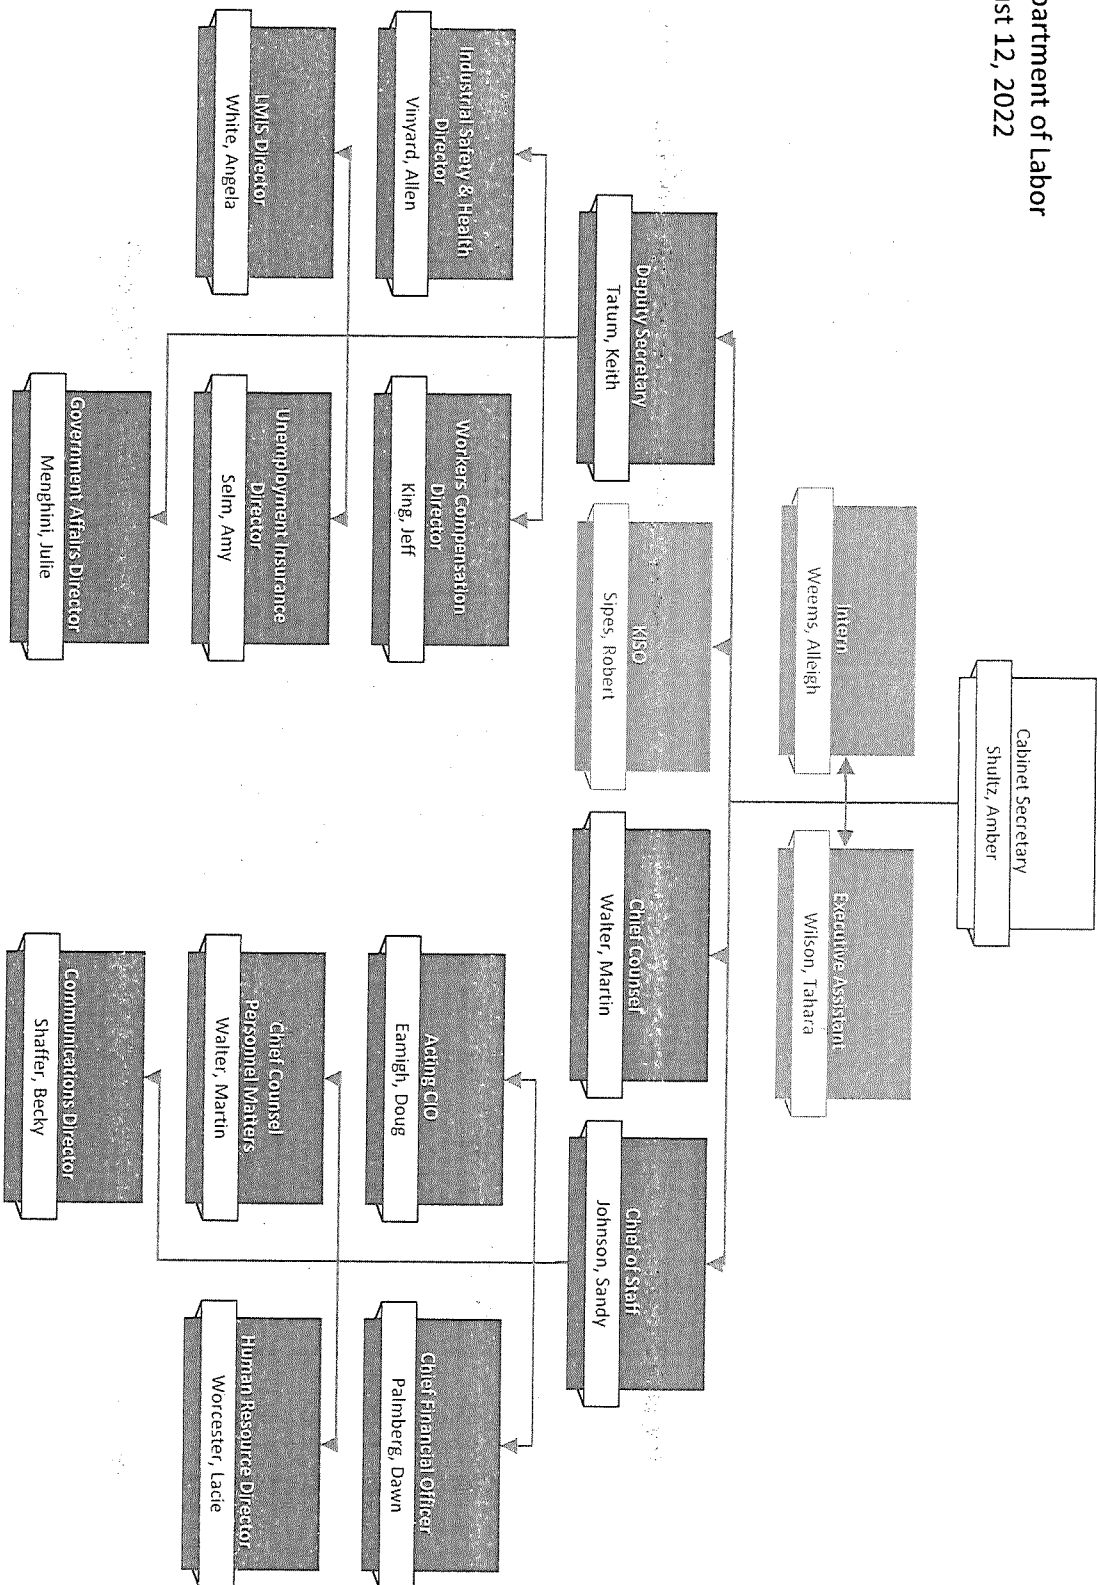 partment of Labor
st 12, 2022
Cabinet Secretary
Shultz, Amber
Intern
Weems, Alleigh
Executive Assistant
Wilson, Tahara
Deputy Secretary
Tatum, Keith
KISO
Sipes, Robert
Chief Counsel
Walter, Martin
Chief of Staff
Johnson, Sandy
Industrial Safety & Health
Director
Vinyard, Allen
Workers Compensation
Director
King, Jeff
Acting CIO
Eamigh, Doug
Chief Financial Officer
Palmberg, Dawn
LMIS Director
White, Angela
Unemployment Insurance
Director
Selm, Amy
Chief Counsel
Personnel Matters
Walter, Martin
Human Resource Director
Worcester, Lacie
Government Affairs Director
Menghini, Julie
Communications Director
Shaffer, Becky